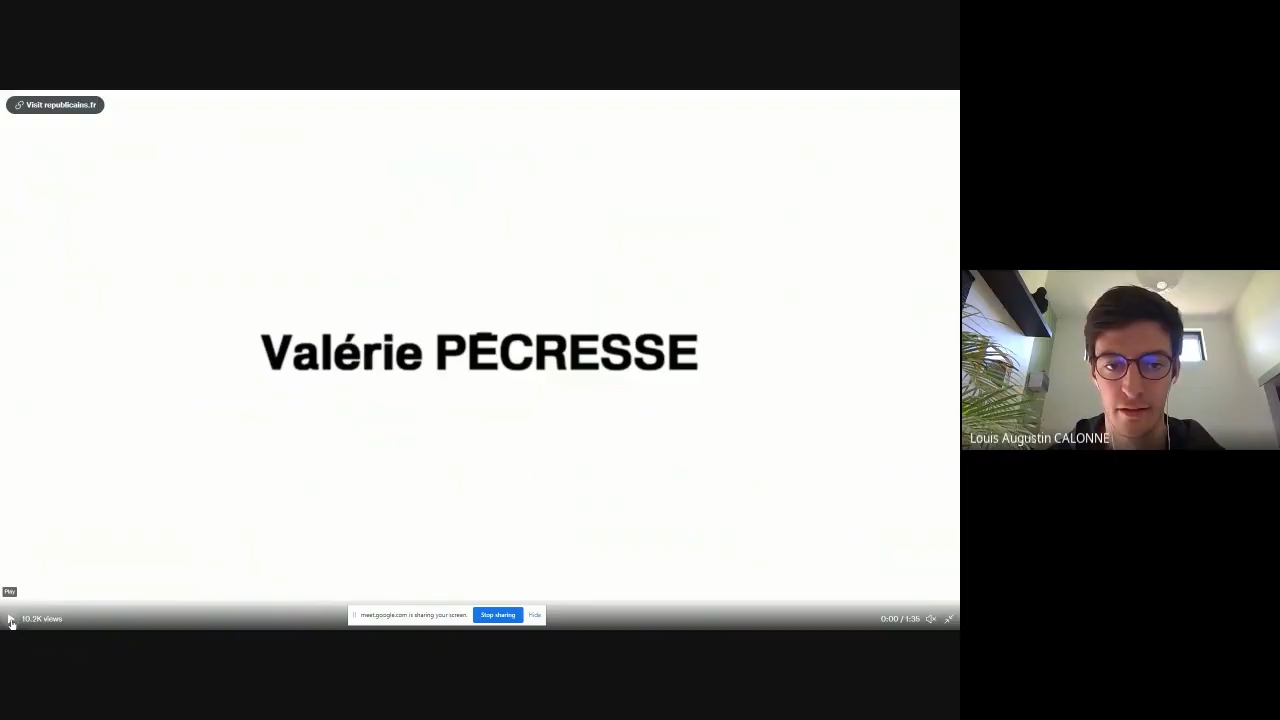 Visit republicains.fr
Valérie PÉCRESSE
Louis Augustin CALONNE
Play
10.2K views
meet.google.com is sharing your screen.
Stop sharing
Hide
0:00 / 1:35